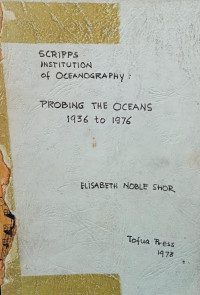 SCRIPPS
INSTITUTION
of OCEANOGRAPHY:
PROBING THE OCEANS
1936 to 1976
ELISABETH NOBLE SHOR
Tofua Press
1978